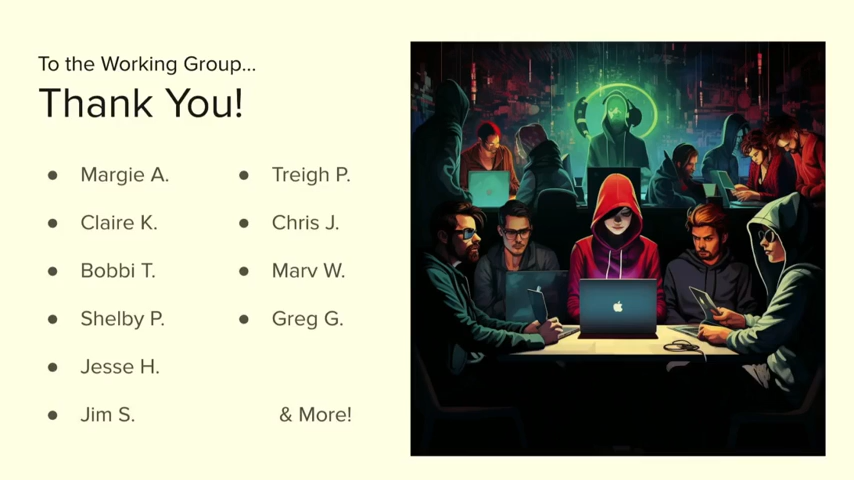 To the Working Group...
Thank You!
● Margie A.
● Claire K.
● Bobbi T.
● Shelby P.
● Jesse H.
● Jim S.
● Treigh P.
● Chris J.
● Marv W.
● Greg G.
& More!